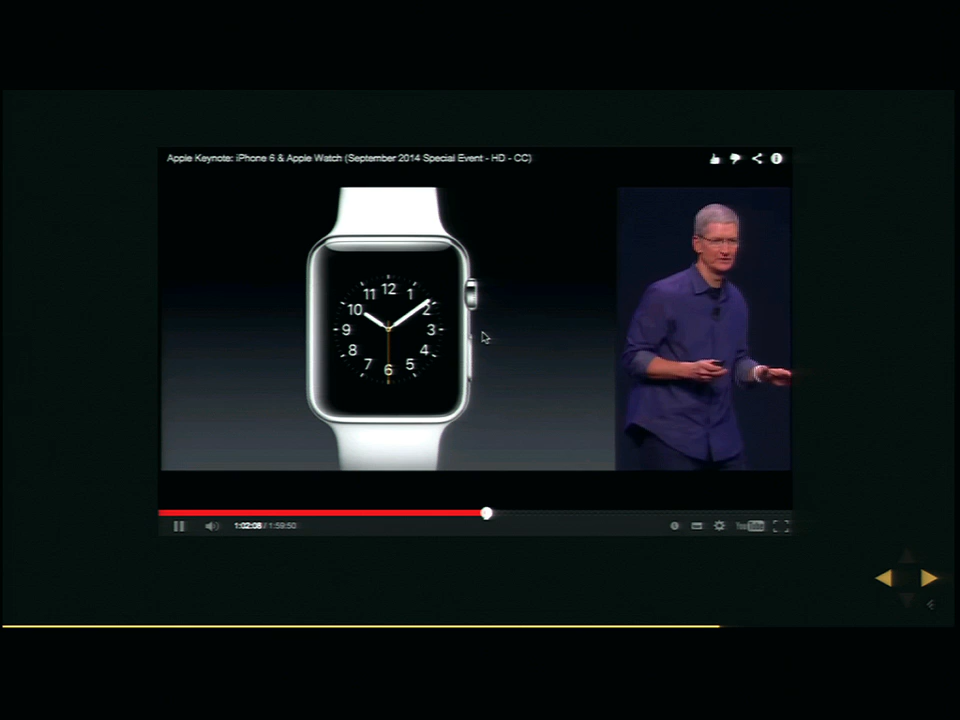 Apple Keynote: iPhone 6 & Apple Watch (September 2014 Special Event - HD - CC)
12
11 1
10 2
9 3
8 4
7 5
6
1:02:08 / 1:59:50
YouTube